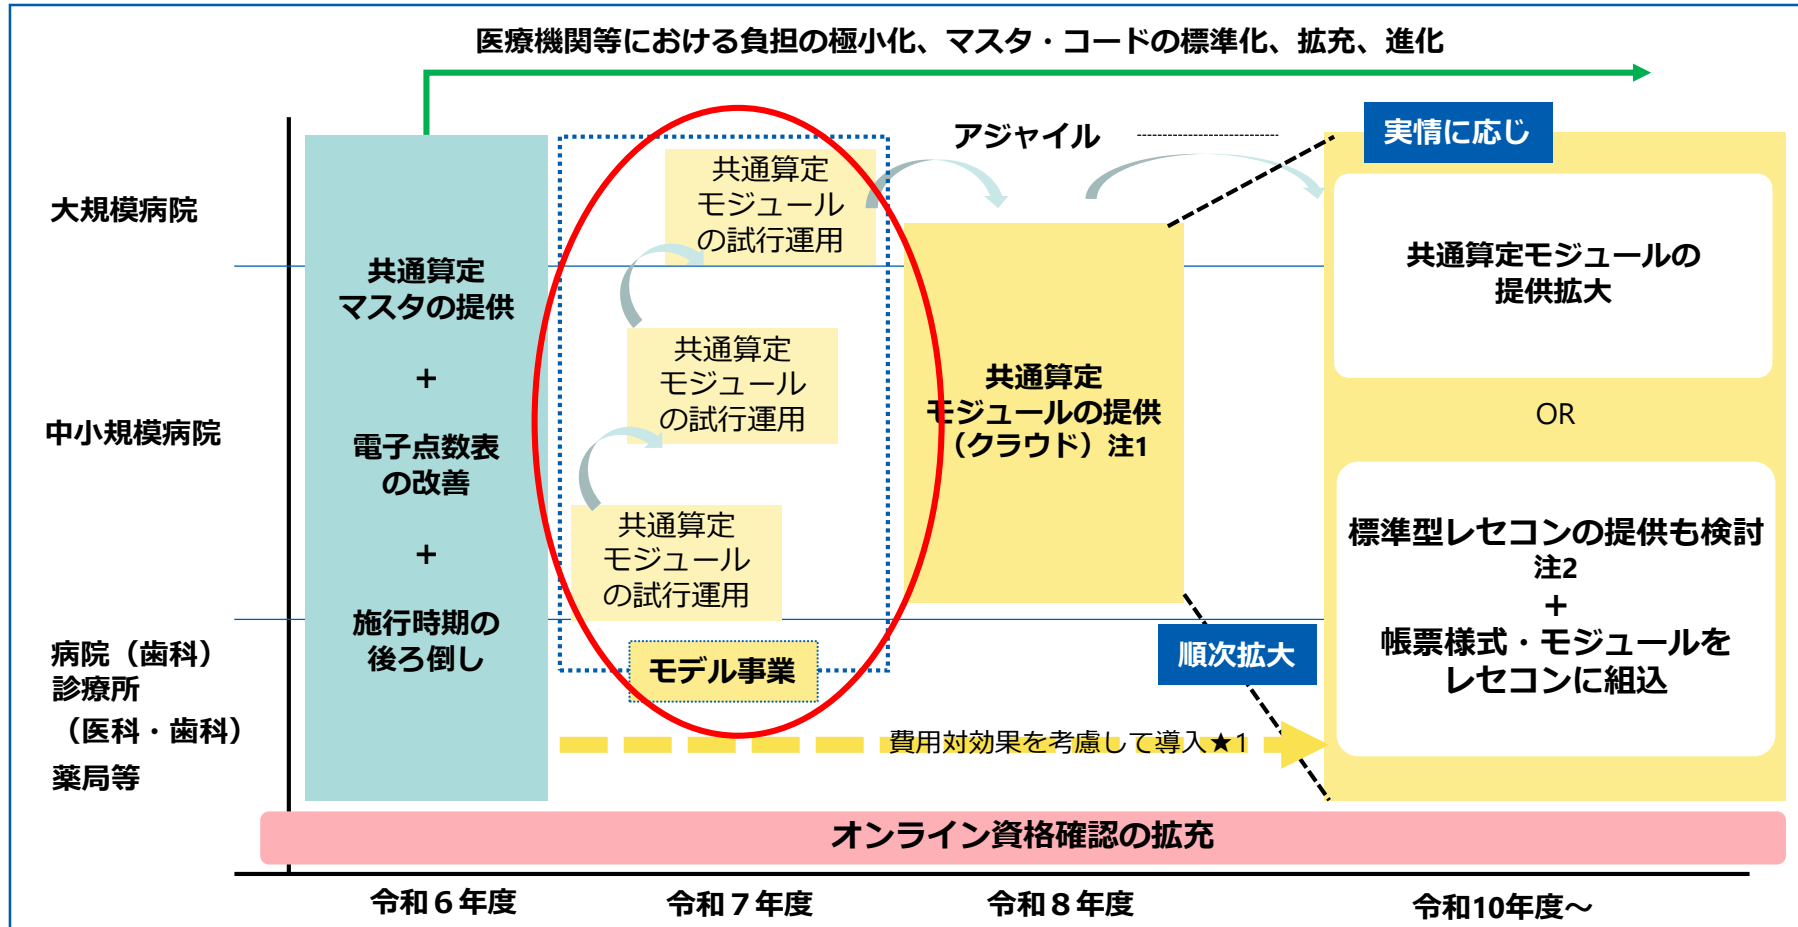 医療機関等における負担の極小化、マスタ・コードの標準化、拡充、進化
大規模病院
中小規模病院
病院（歯科）
診療所
（医科・歯科）
薬局等
共通算定
マスタの提供
+
電子点数表
の改善
+
施行時期の
後ろ倒し
共通算定
モジュール
の試行運用
共通算定
モジュール
の試行運用
共通算定
モジュール
の試行運用
モデル事業
アジャイル
共通算定
モジュールの提供
（クラウド）注1
順次拡大
費用対効果を考慮して導入★1
実情に応じ
共通算定モジュールの
提供拡大
OR
標準型レセコンの提供も検討
注2
+
帳票様式・モジュールを
レセコンに組込
オンライン資格確認の拡充
令和６年度
令和７年度
令和８年度
令和10年度～